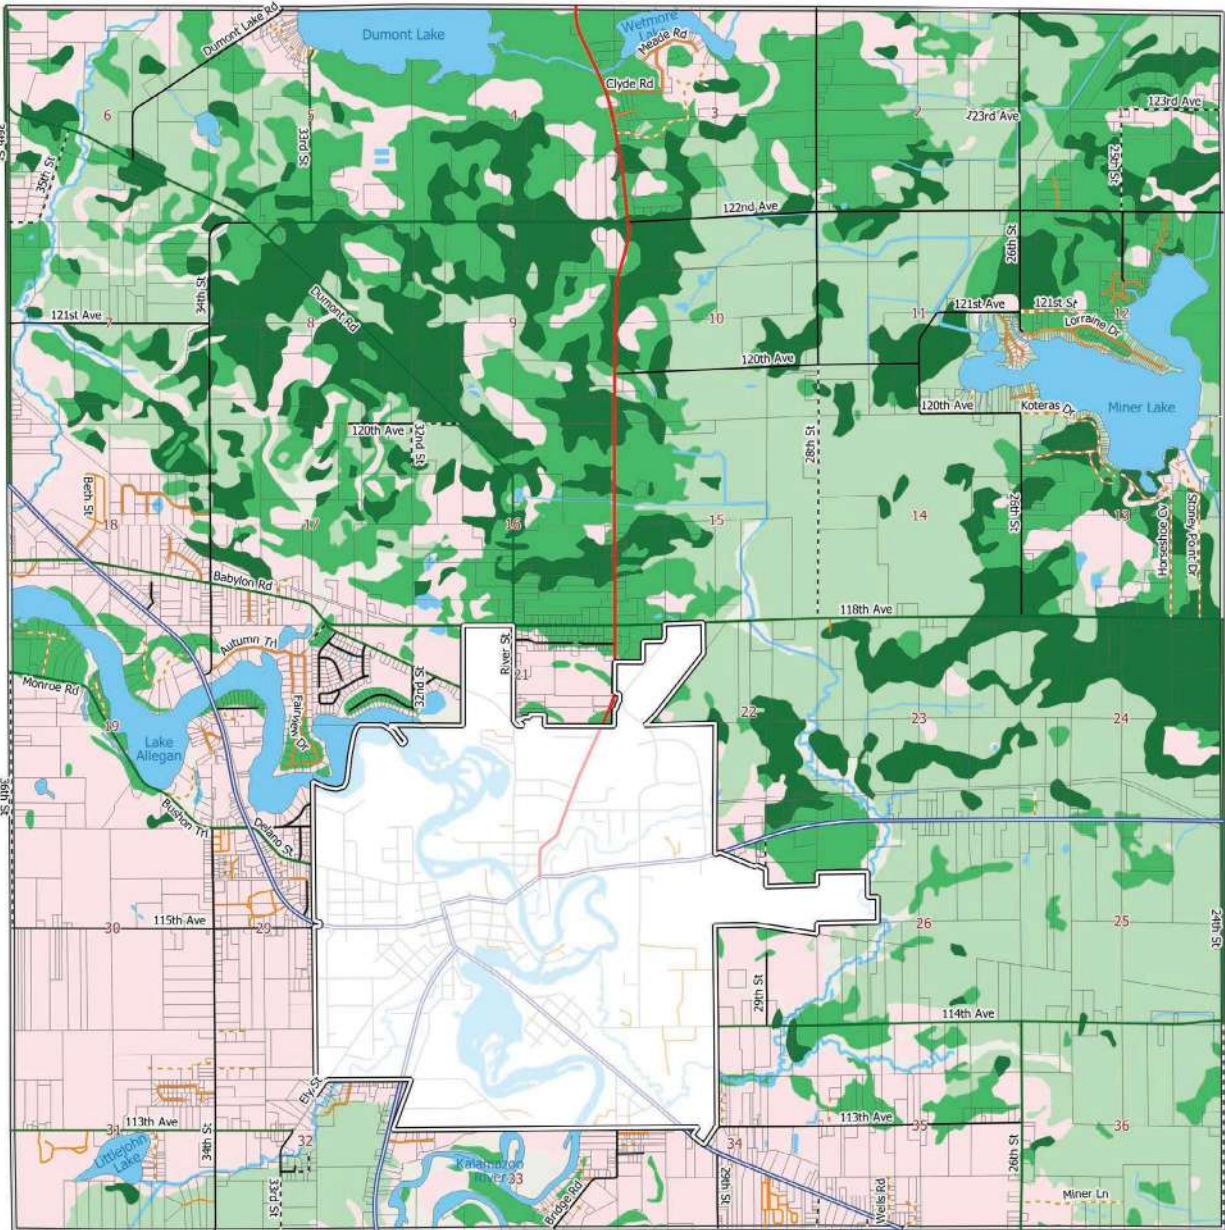 Dumont Lake Rd
Dumont Lake
Wetmore
Lake
Meade Rd
Clyde Rd
6
5
4
3
2
1
123rd Ave
123rd Ave
36th St
35th St
33rd St
25th St
122nd Ave
26th St
34th St
Dumont Rd
121st Ave
7
8
9
10
11
12
121st Ave
121st St
Lorraine Dr
120th Ave
120th Ave
120th Ave
Koteras Dr
Miner Lake
32nd St
28th St
Beth St
18
17
16
15
14
13
26th St
Horseshoe Cv
Stoney Point Dr
Babylon Rd
118th Ave
Autumn Trl
River St
32nd St
21
Monroe Rd
Fairview Dr
19
22
23
24
Lake
Allegan
36th St
Bushon Trl
Delano St
115th Ave
30
29
26
25
24th St
29th St
114th Ave
Ely St
113th Ave
31
32
34th St
Littlejohn
Lake
33rd St
Kalamazoo
River
33
Bridge Rd
34
29th St
113th Ave
35
36
26th St
Wells Rd
Miner Ln